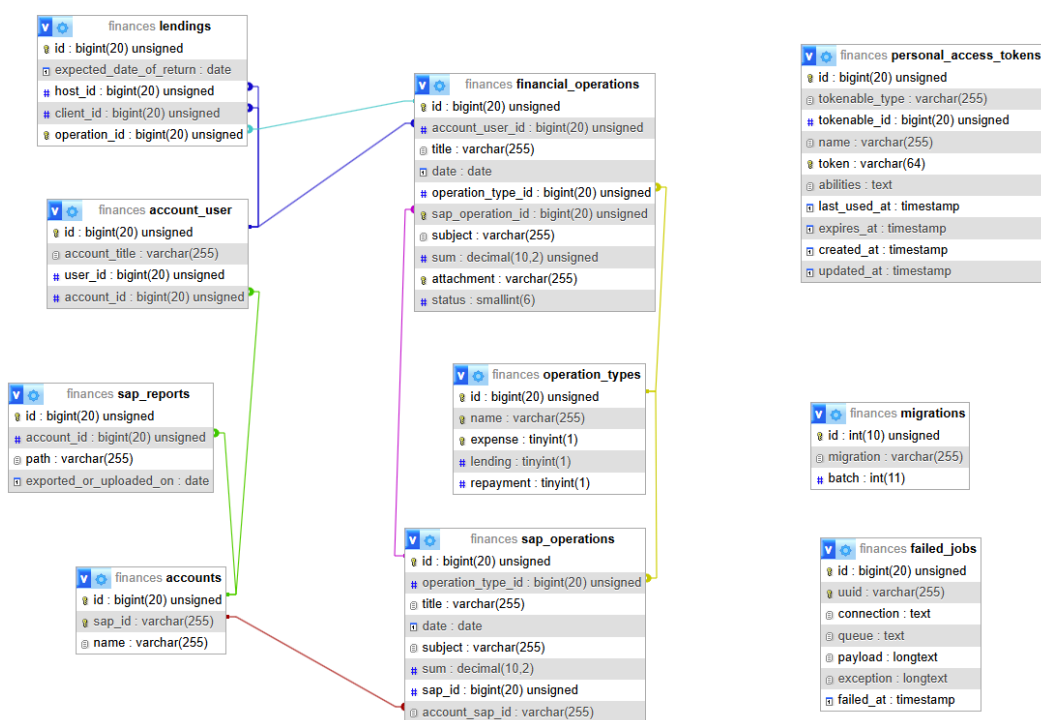 finances lendings
id : bigint(20) unsigned
expected_date_of_return : date
host_id : bigint(20) unsigned
client_id : bigint(20) unsigned
operation_id : bigint(20) unsigned
finances account_user
id : bigint(20) unsigned
account_title : varchar(255)
user_id : bigint(20) unsigned
account_id : bigint(20) unsigned
finances sap_reports
id : bigint(20) unsigned
account_id : bigint(20) unsigned
path : varchar(255)
exported_or_uploaded_on : date
finances accounts
id : bigint(20) unsigned
sap_id : varchar(255)
name : varchar(255)
finances financial_operations
id : bigint(20) unsigned
account_user_id : bigint(20) unsigned
title : varchar(255)
date : date
operation_type_id : bigint(20) unsigned
sap_operation_id : bigint(20) unsigned
subject : varchar(255)
sum : decimal(10,2) unsigned
attachment : varchar(255)
status : smallint(6)
finances operation_types
id : bigint(20) unsigned
name : varchar(255)
expense : tinyint(1)
lending : tinyint(1)
repayment : tinyint(1)
finances sap_operations
id : bigint(20) unsigned
operation_type_id : bigint(20) unsigned
title : varchar(255)
date : date
subject : varchar(255)
sum : decimal(10,2)
sap_id : bigint(20) unsigned
account_sap_id : varchar(255)
finances personal_access_tokens
id : bigint(20) unsigned
tokenable_type : varchar(255)
tokenable_id : bigint(20) unsigned
name : varchar(255)
token : varchar(64)
abilities : text
last_used_at : timestamp
expires_at : timestamp
created_at : timestamp
updated_at : timestamp
finances migrations
id : int(10) unsigned
migration : varchar(255)
batch : int(11)
finances failed_jobs
id : bigint(20) unsigned
uuid : varchar(255)
connection : text
queue : text
payload : longtext
exception : longtext
failed_at : timestamp